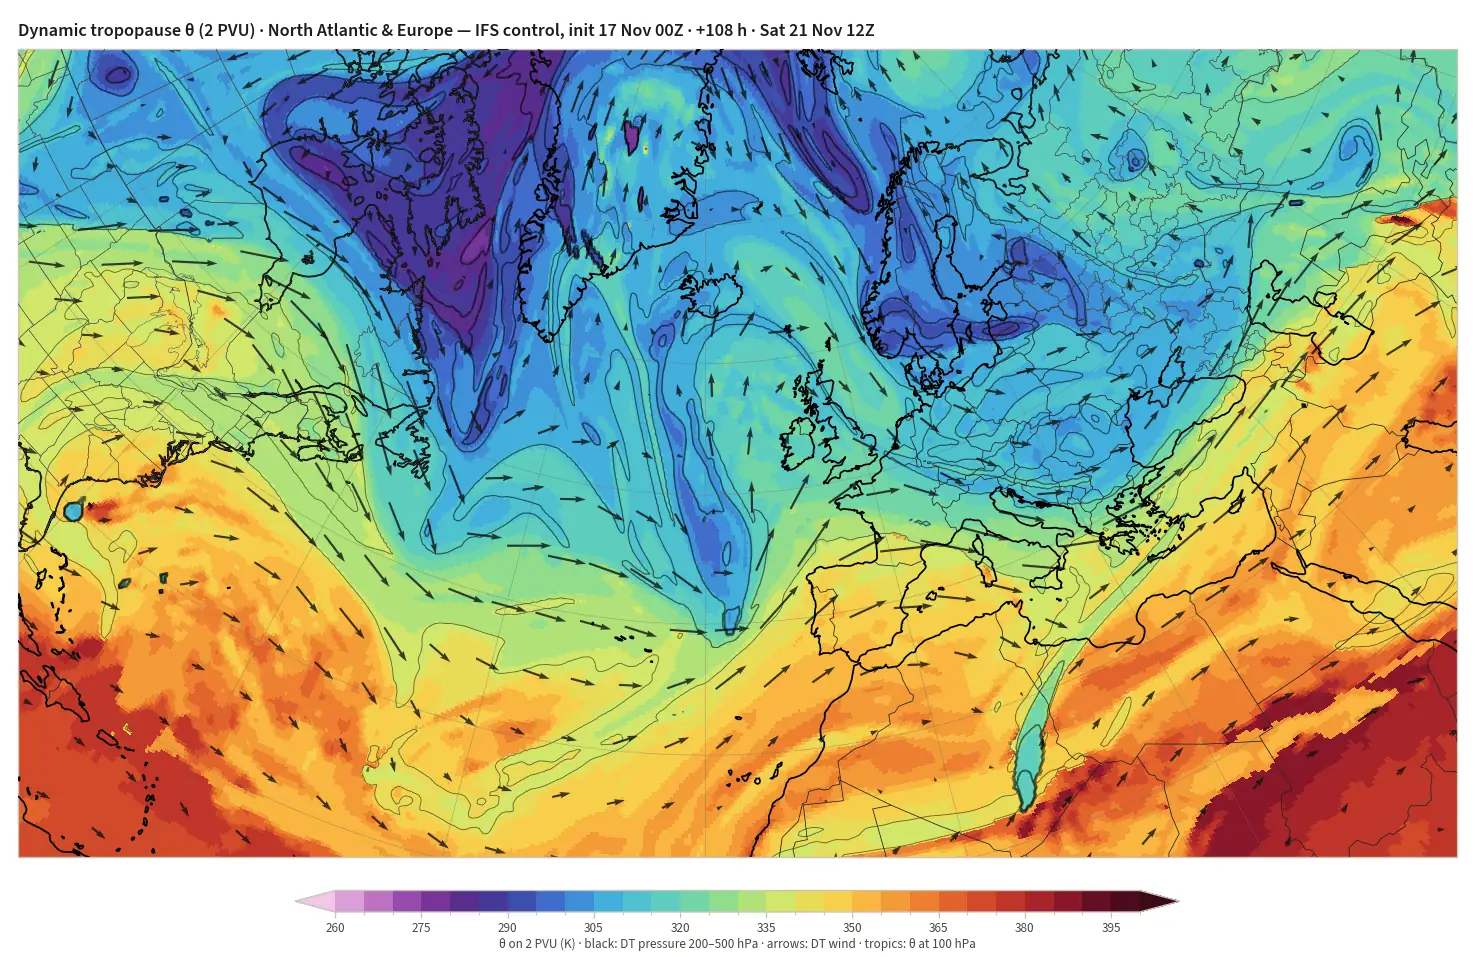 Dynamic tropopause θ (2 PVU) · North Atlantic & Europe — IFS control, init 17 Nov 00Z · +108 h · Sat 21 Nov 12Z
260 275 290 305 320 335 350 365 380 395
θ on 2 PVU (K) · black: DT pressure 200–500 hPa · arrows: DT wind · tropics: θ at 100 hPa